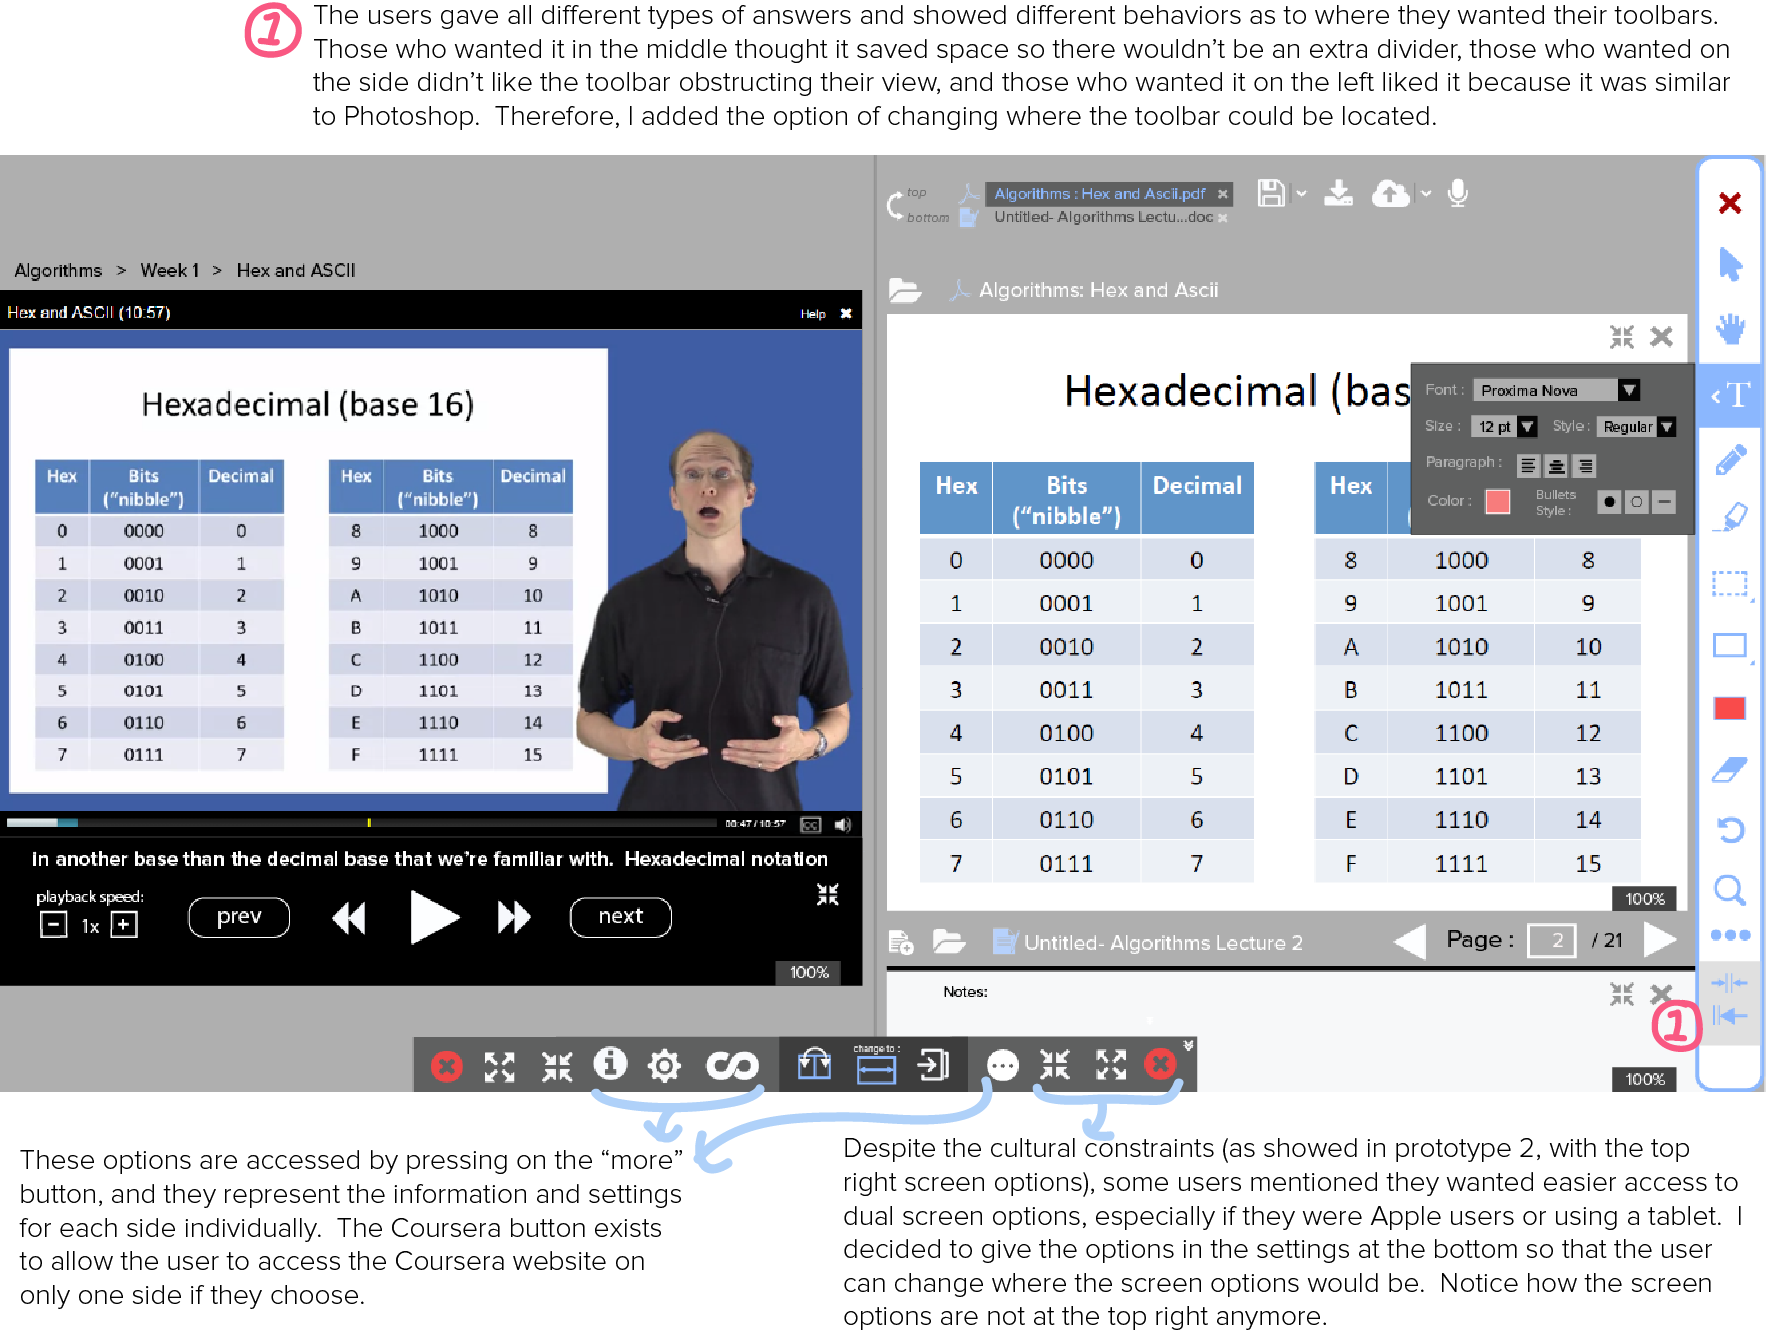 1 The users gave all different types of answers and showed different behaviors as to where they wanted their toolbars.
Those who wanted it in the middle thought it saved space so there wouldn't be an extra divider, those who wanted on
the side didn't like the toolbar obstructing their view, and those who wanted it on the left liked it because it was similar
to Photoshop.  Therefore, I added the option of changing where the toolbar could be located.
Algorithms > Week 1 > Hex and ASCII
Hex and ASCII (10:57) Help
Hexadecimal (base 16)
Hex Bits Decimal Hex Bits Decimal
("nibble") ("nibble")
0 0000 0 8 1000 8
1 0001 1 9 1001 9
2 0010 2 A 1010 10
3 0011 3 B 1011 11
4 0100 4 C 1100 12
5 0101 5 D 1101 13
6 0110 6 E 1110 14
7 0111 7 F 1111 15
00:47 / 10:57 CC
in another base than the decimal base that we're familiar with.  Hexadecimal notation
playback speed:
1x prev next
100%
top Algorithms : Hex and Ascii.pdf
bottom Untitled- Algorithms Lectu...doc
Algorithms: Hex and Ascii
Hexadecimal (bas
Font : Proxima Nova
Size : 12 pt Style : Regular
Paragraph :
Color : Bullets
Style :
T
Hex Bits Decimal Hex
("nibble") (
0 0000 0 8 1000 8
1 0001 1 9 1001 9
2 0010 2 A 1010 10
3 0011 3 B 1011 11
4 0100 4 C 1100 12
5 0101 5 D 1101 13
6 0110 6 E 1110 14
7 0111 7 F 1111 15
100%
Untitled- Algorithms Lecture 2 Page : 2 / 21
Notes:
1
100%
change to :
These options are accessed by pressing on the "more"
button, and they represent the information and settings
for each side individually.  The Coursera button exists
to allow the user to access the Coursera website on
only one side if they choose.
Despite the cultural constraints (as showed in prototype 2, with the top
right screen options), some users mentioned they wanted easier access to
dual screen options, especially if they were Apple users or using a tablet.  I
decided to give the options in the settings at the bottom so that the user
can change where the screen options would be.  Notice how the screen
options are not at the top right anymore.